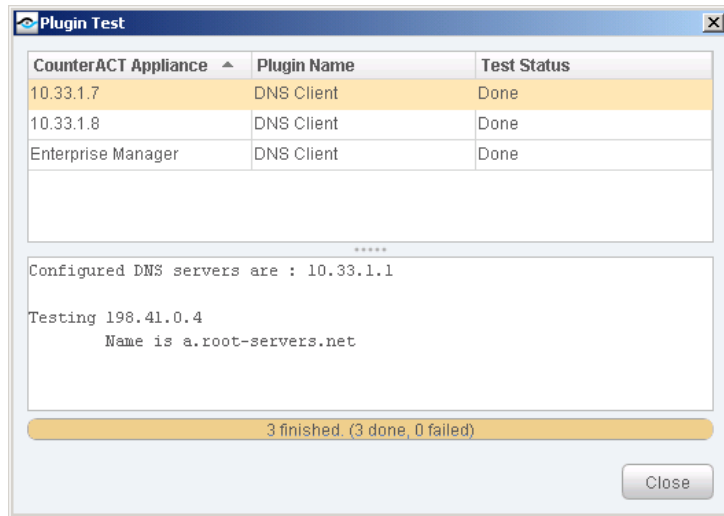 Plugin Test
CounterACT Appliance Plugin Name Test Status
10.33.1.7 DNS Client Done
10.33.1.8 DNS Client Done
Enterprise Manager DNS Client Done
Configured DNS servers are : 10.33.1.1
Testing 198.41.0.4
Name is a.root-servers.net
3 finished. (3 done, 0 failed)
Close